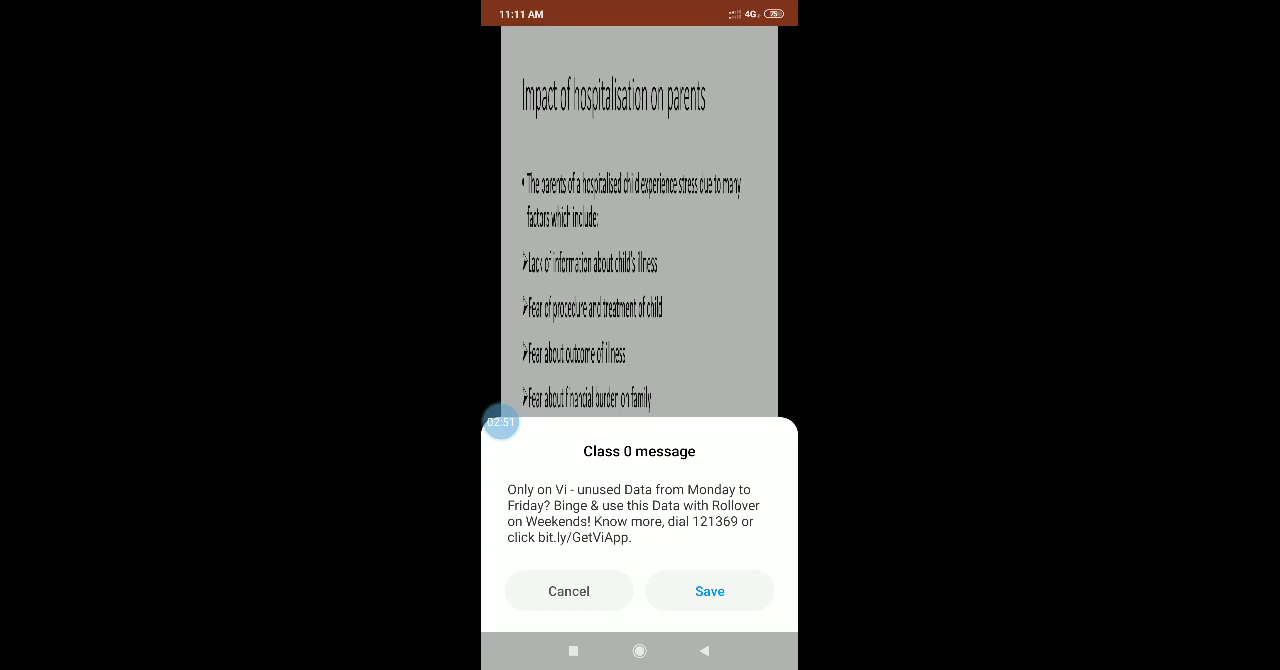 11:11 AM
4G+
75
Impact of hospitalisation on parents
• The parents of a hospitalised child experience stress due to many
factors which include:
➢Lack of information about child's illness
➢Fear of procedure and treatment of child
➢Fear about outcome of illness
➢Fear about financial burden on family
02:51
Class 0 message
Only on Vi - unused Data from Monday to
Friday? Binge & use this Data with Rollover
on Weekends! Know more, dial 121369 or
click bit.ly/GetViApp.
Cancel
Save